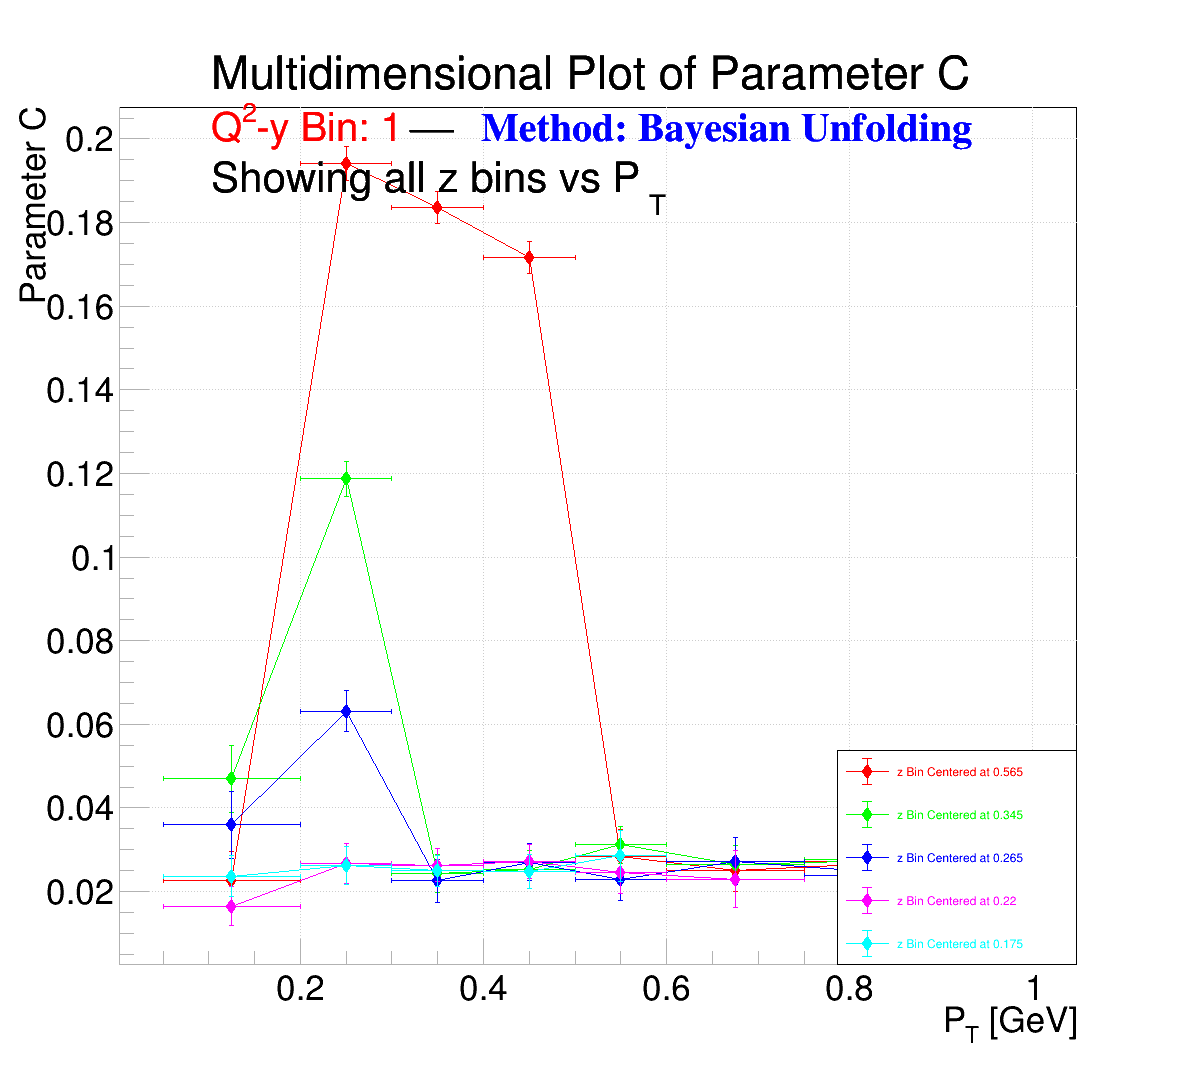 Multidimensional Plot of Parameter C
Q²-y Bin: 1 — Method: Bayesian Unfolding
Showing all z bins vs P_T
Parameter C
0.2
0.18
0.16
0.14
0.12
0.1
0.08
0.06
0.04
0.02
z Bin Centered at 0.565
z Bin Centered at 0.345
z Bin Centered at 0.265
z Bin Centered at 0.22
z Bin Centered at 0.175
0.2 0.4 0.6 0.8 1
P_T [GeV]